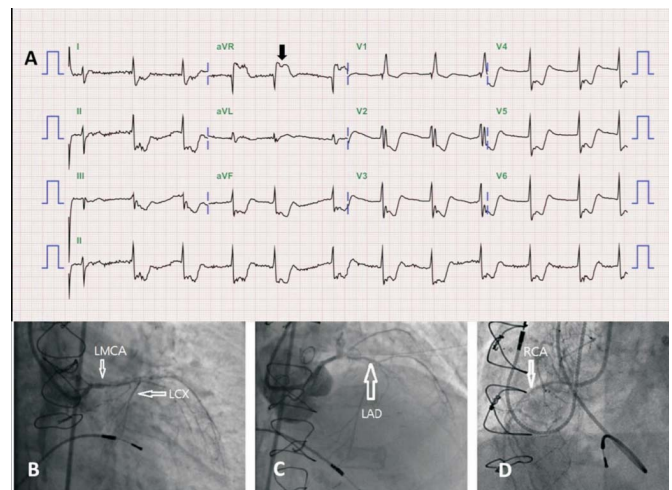 A
I aVR V1 V4
II aVL V2 V5
III aVF V3 V6
II
LMCA
LCX
B
LAD
C
RCA
D